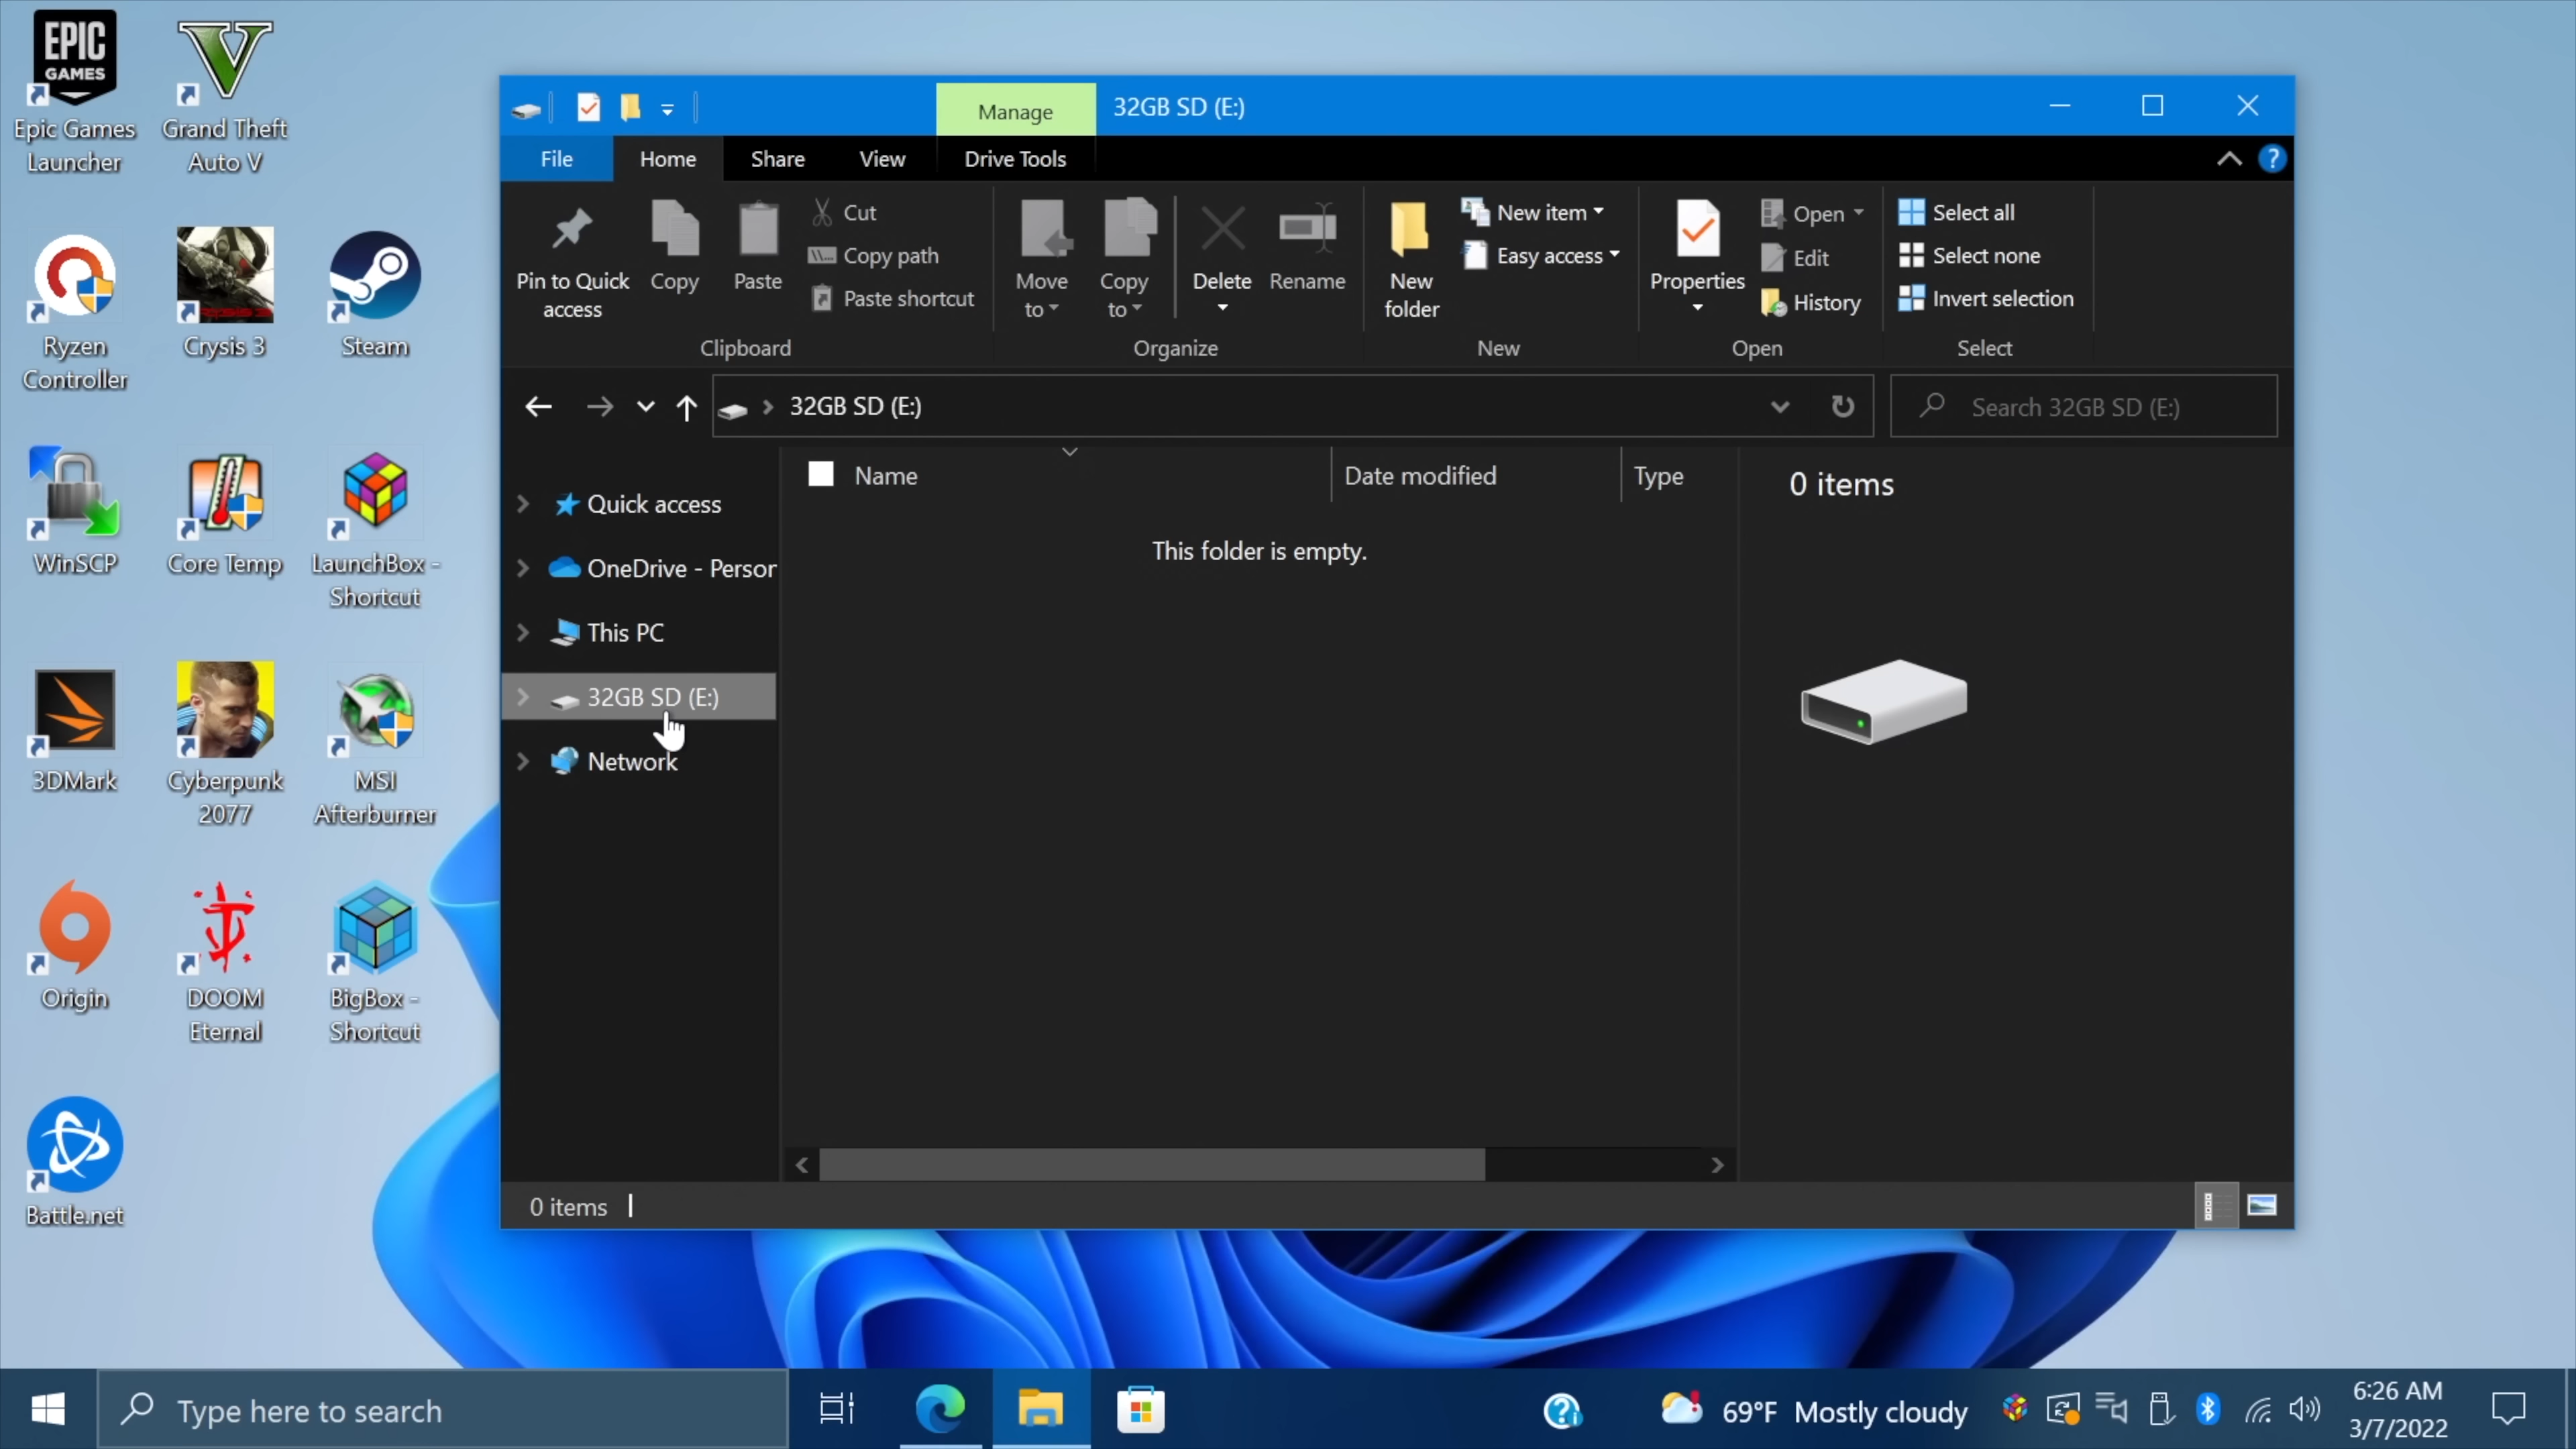 EPIC
GAMES
Epic Games
Launcher
Grand Theft
Auto V
Ryzen
Controller
Crysis 3
Steam
WinSCP
Core Temp
LaunchBox -
Shortcut
3DMark
Cyberpunk
2077
MSI
Afterburner
Origin
DOOM
Eternal
BigBox -
Shortcut
Battle.net
Manage
32GB SD (E:)
File
Home
Share
View
Drive Tools
?
Pin to Quick
access
Copy
Paste
Cut
Copy path
Paste shortcut
Clipboard
Move
to
Copy
to
Delete
Rename
Organize
New
folder
New item
Easy access
New
Properties
Open
Edit
History
Open
Select all
Select none
Invert selection
Select
32GB SD (E:)
Search 32GB SD (E:)
Quick access
OneDrive - Person
This PC
32GB SD (E:)
Network
Name
Date modified
Type
This folder is empty.
0 items
0 items
Type here to search
69°F Mostly cloudy
6:26 AM
3/7/2022